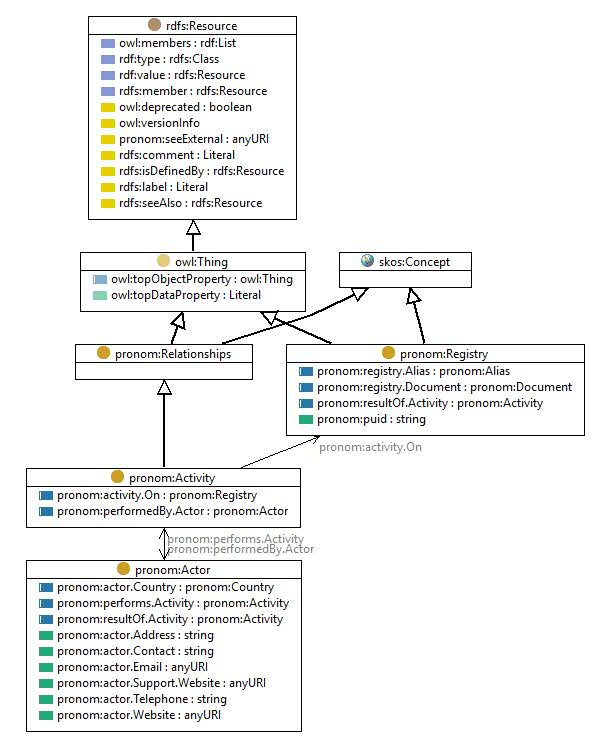 rdfs:Resource
owl:members : rdf:List
rdf:type : rdfs:Class
rdf:value : rdfs:Resource
rdfs:member : rdfs:Resource
owl:deprecated : boolean
owl:versionInfo
pronom:seeExternal : anyURI
rdfs:comment : Literal
rdfs:isDefinedBy : rdfs:Resource
rdfs:label : Literal
rdfs:seeAlso : rdfs:Resource
owl:Thing
owl:topObjectProperty : owl:Thing
owl:topDataProperty : Literal
skos:Concept
pronom:Relationships
pronom:Registry
pronom:registry.Alias : pronom:Alias
pronom:registry.Document : pronom:Document
pronom:resultOf.Activity : pronom:Activity
pronom:puid : string
pronom:activity.On
pronom:Activity
pronom:activity.On : pronom:Registry
pronom:performedBy.Actor : pronom:Actor
pronom:performs.Activity
pronom:performedBy.Actor
pronom:Actor
pronom:actor.Country : pronom:Country
pronom:performs.Activity : pronom:Activity
pronom:resultOf.Activity : pronom:Activity
pronom:actor.Address : string
pronom:actor.Contact : string
pronom:actor.Email : anyURI
pronom:actor.Support.Website : anyURI
pronom:actor.Telephone : string
pronom:actor.Website : anyURI